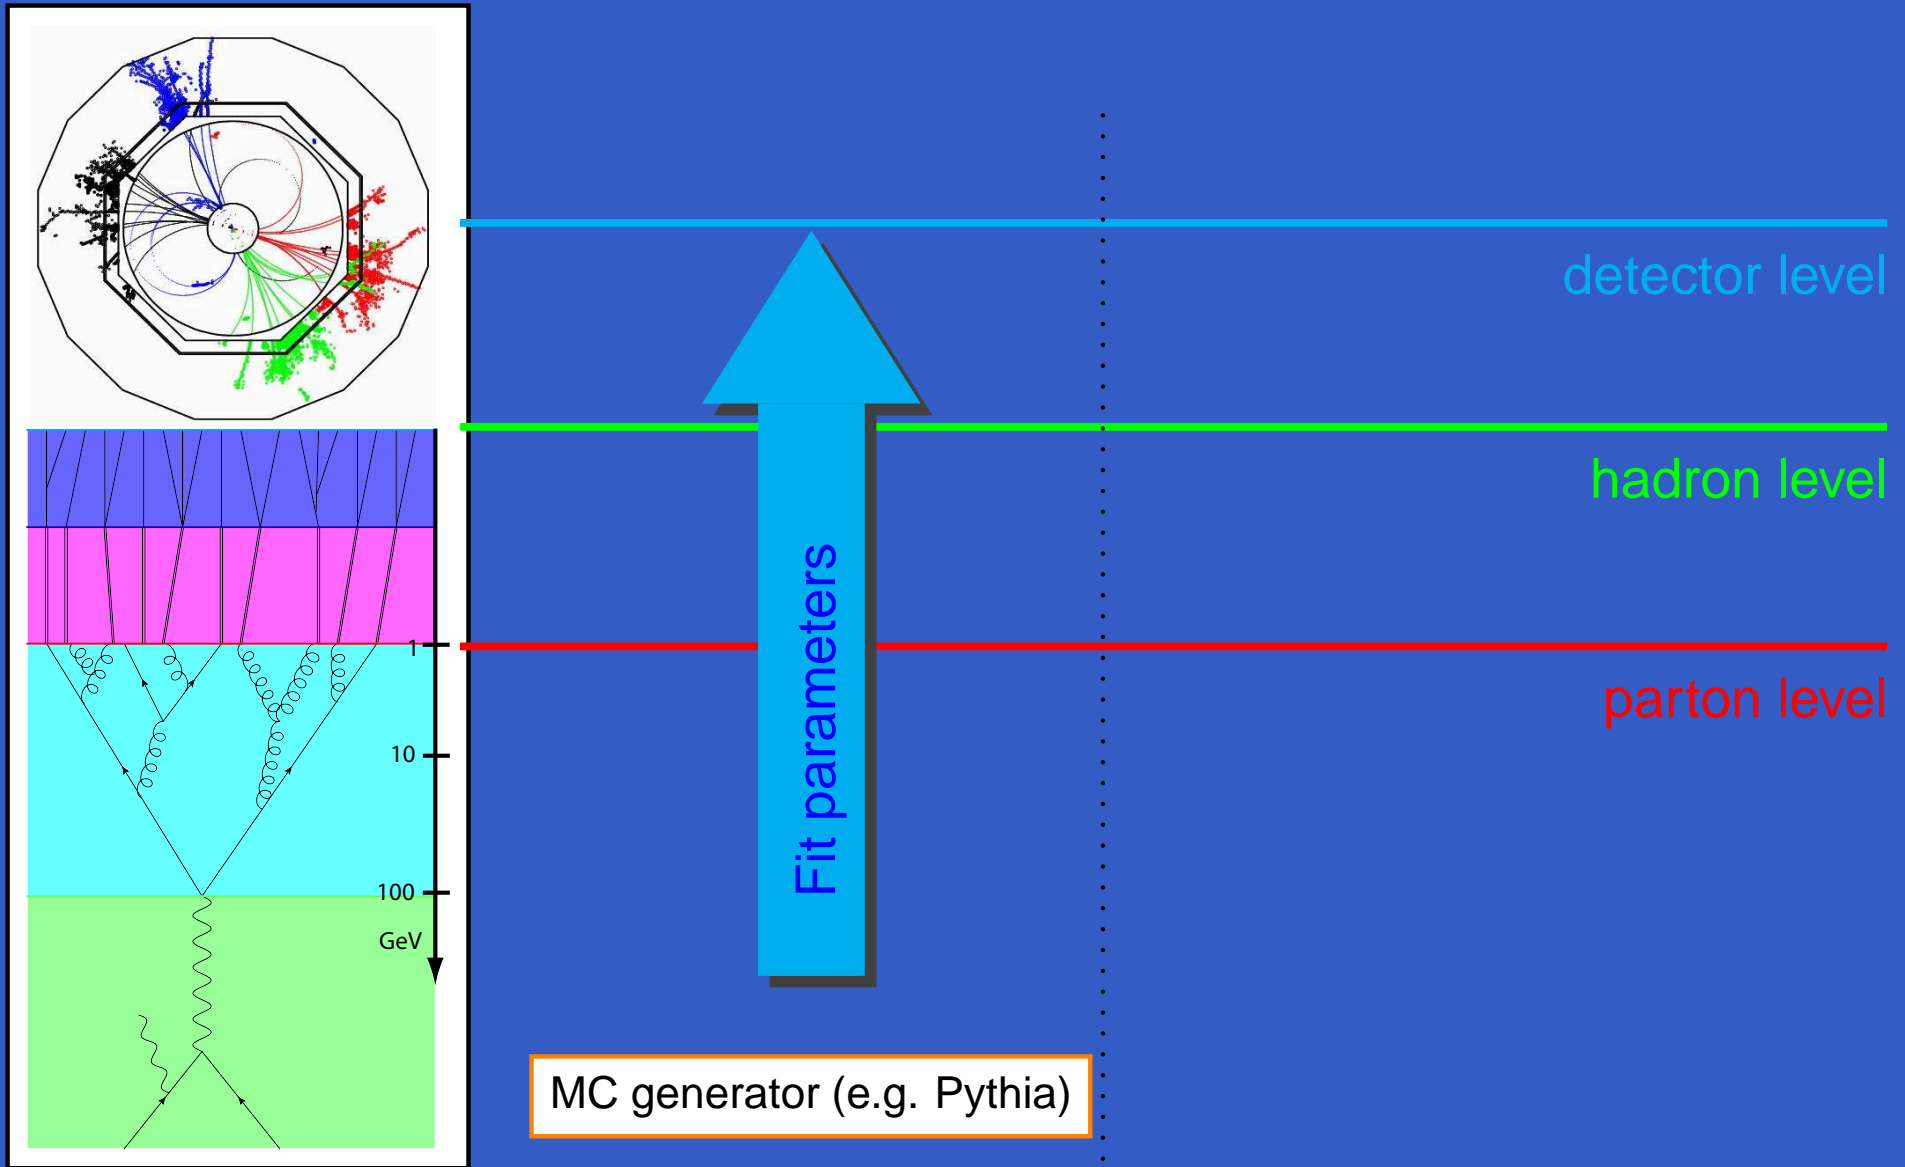 detector level
hadron level
parton level
1
10
100
GeV
Fit parameters
MC generator (e.g. Pythia)